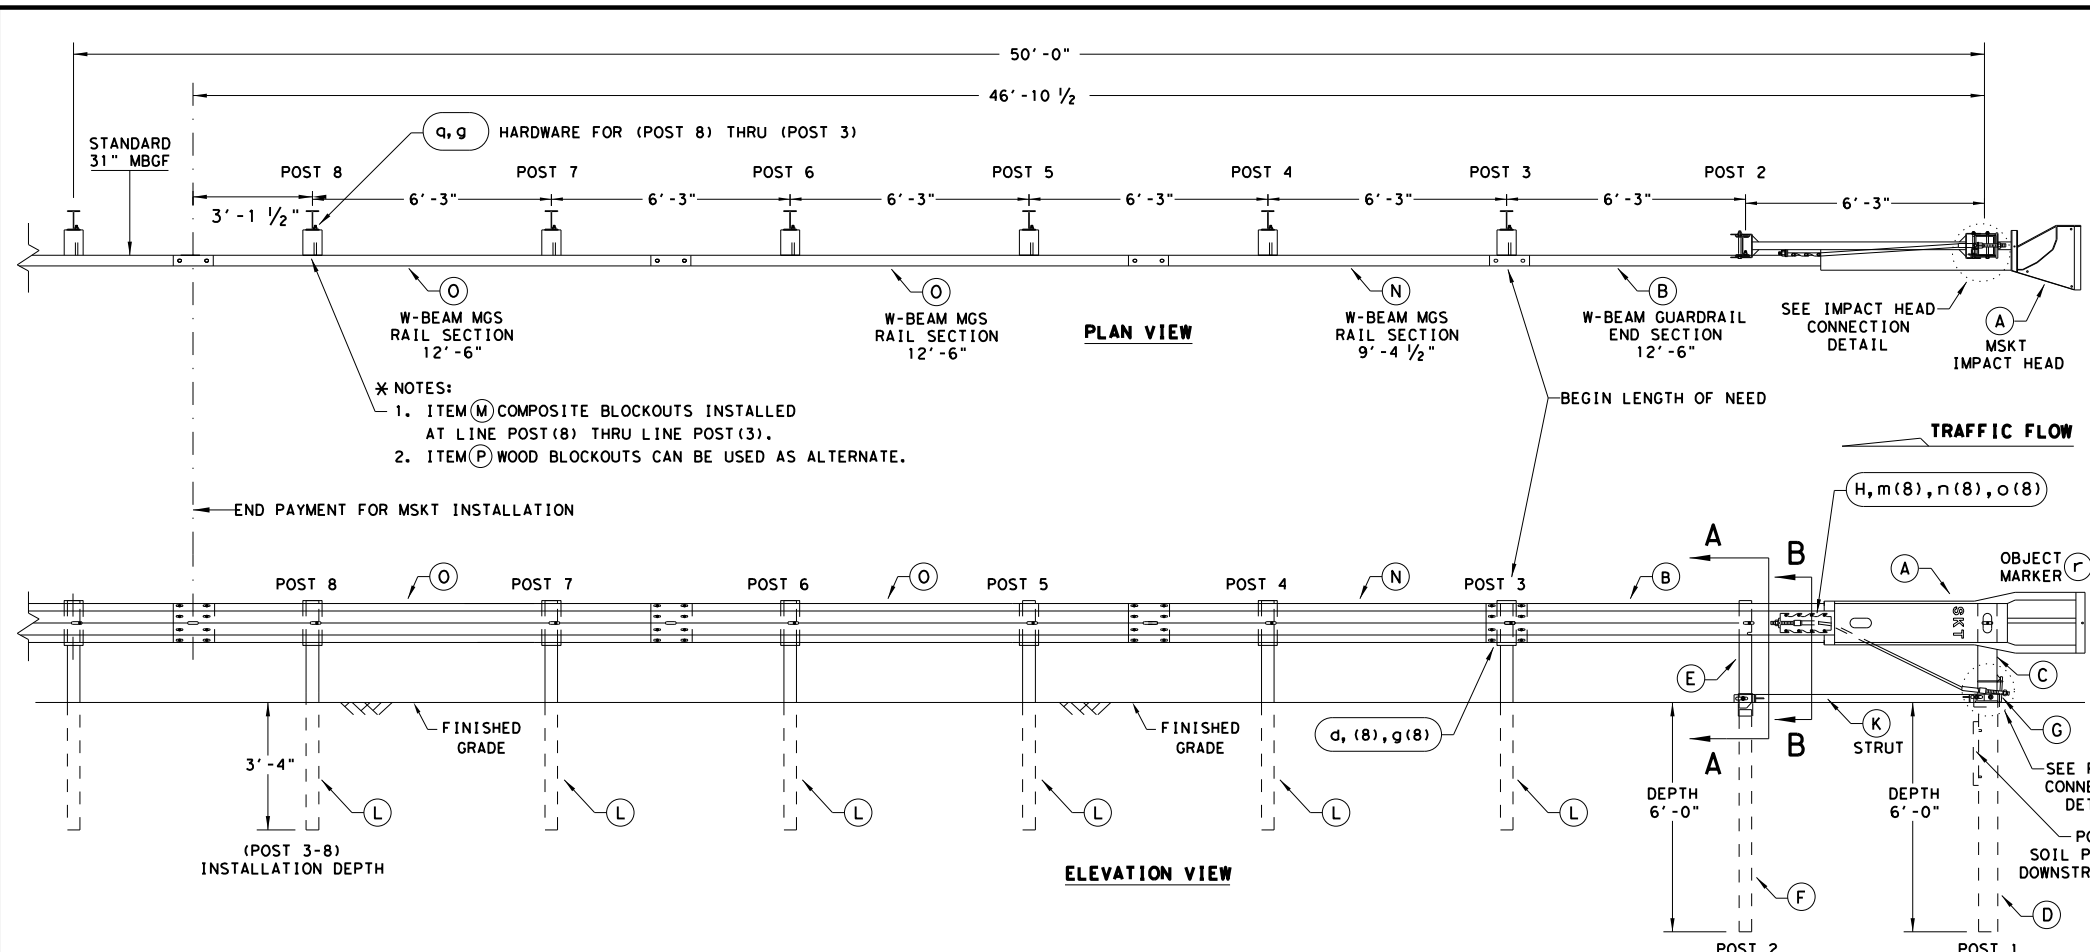 50'-0"
46'-10 1/2
STANDARD
31" MBGF
q,g HARDWARE FOR (POST 8) THRU (POST 3)
POST 8 POST 7 POST 6 POST 5 POST 4 POST 3 POST 2
3'-1 1/2" 6'-3" 6'-3" 6'-3" 6'-3" 6'-3" 6'-3" 6'-3"
O
W-BEAM MGS
RAIL SECTION
12'-6"
O
W-BEAM MGS
RAIL SECTION
12'-6"
PLAN VIEW
N
W-BEAM MGS
RAIL SECTION
9'-4 1/2"
B
W-BEAM GUARDRAIL
END SECTION
12'-6"
SEE IMPACT HEAD
CONNECTION
DETAIL
A
MSKT
IMPACT HEAD
* NOTES:
1. ITEM M COMPOSITE BLOCKOUTS INSTALLED
AT LINE POST(8) THRU LINE POST(3).
2. ITEM P WOOD BLOCKOUTS CAN BE USED AS ALTERNATE.
BEGIN LENGTH OF NEED
TRAFFIC FLOW
END PAYMENT FOR MSKT INSTALLATION
H,m(8),n(8),o(8)
A B
OBJECT
MARKER r
A
POST 8 O POST 7 POST 6 O POST 5 POST 4 N POST 3 B
SKT
E
C
G
K
STRUT
FINISHED
GRADE
FINISHED
GRADE
d,(8),g(8)
A B
3'-4"
L L L L L
(POST 3-8)
INSTALLATION DEPTH
DEPTH
6'-0"
DEPTH
6'-0"
SEE
CONNE
DET
PO
SOIL P
DOWNSTR
ELEVATION VIEW
F
D
POST 2 POST 1